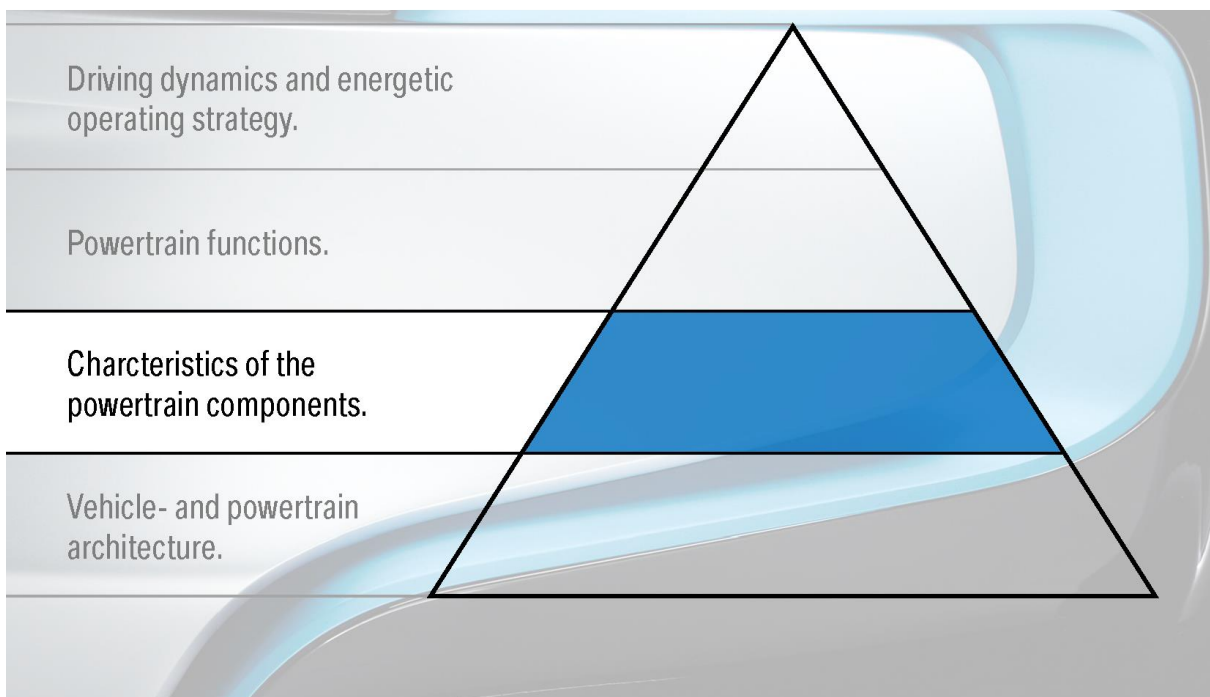 Driving dynamics and energetic
operating strategy.
Powertrain functions.
Charcteristics of the
powertrain components.
Vehicle- and powertrain
architecture.